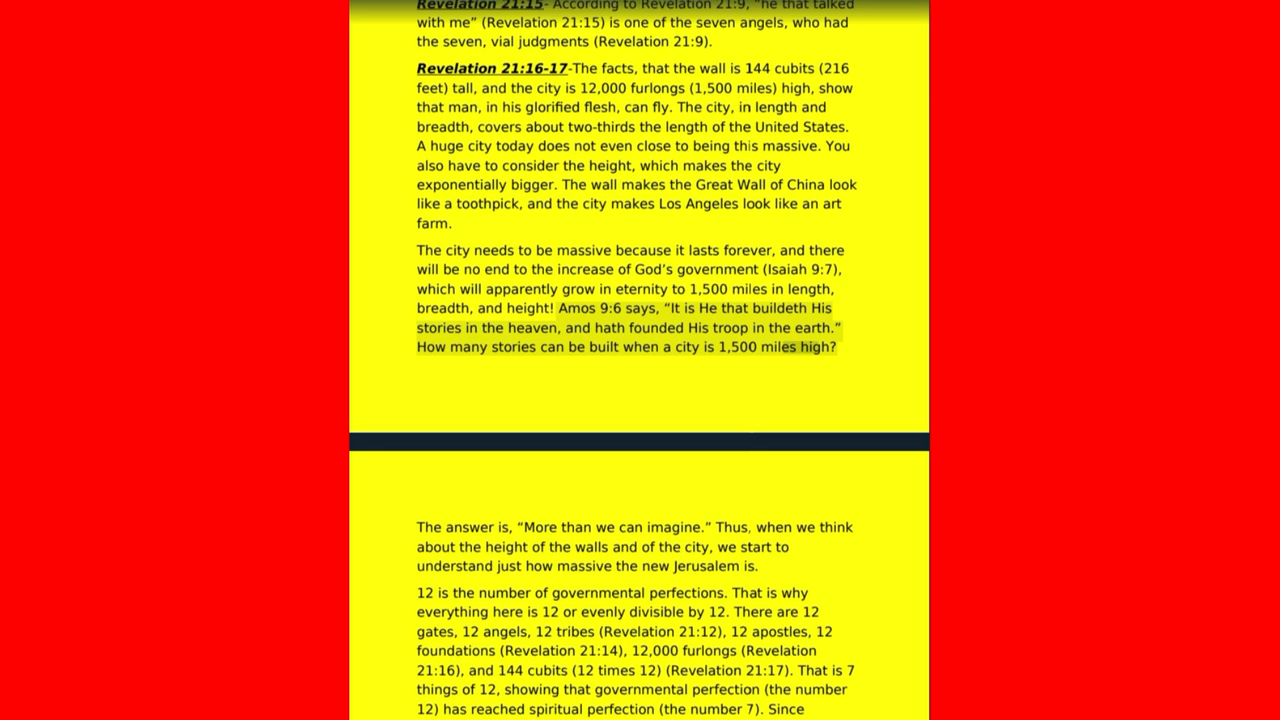 Revelation 21:15- According to Revelation 21:9, "he that talked
with me” (Revelation 21:15) is one of the seven angels, who had
the seven, vial judgments (Revelation 21:9).
Revelation 21:16-17-The facts, that the wall is 144 cubits (216
feet) tall, and the city is 12,000 furlongs (1,500 miles) high, show
that man, in his glorified flesh, can fly. The city, in length and
breadth, covers about two-thirds the length of the United States.
A huge city today does not even close to being this massive. You
also have to consider the height, which makes the city
exponentially bigger. The wall makes the Great Wall of China look
like a toothpick, and the city makes Los Angeles look like an art
farm.
The city needs to be massive because it lasts forever, and there
will be no end to the increase of God’s government (Isaiah 9:7),
which will apparently grow in eternity to 1,500 miles in length,
breadth, and height! Amos 9:6 says, “It is He that buildeth His
stories in the heaven, and hath founded His troop in the earth.”
How many stories can be built when a city is 1,500 miles high?
The answer is, “More than we can imagine.” Thus, when we think
about the height of the walls and of the city, we start to
understand just how massive the new Jerusalem is.
12 is the number of governmental perfections. That is why
everything here is 12 or evenly divisible by 12. There are 12
gates, 12 angels, 12 tribes (Revelation 21:12), 12 apostles, 12
foundations (Revelation 21:14), 12,000 furlongs (Revelation
21:16), and 144 cubits (12 times 12) (Revelation 21:17). That is 7
things of 12, showing that governmental perfection (the number
12) has reached spiritual perfection (the number 7). Since